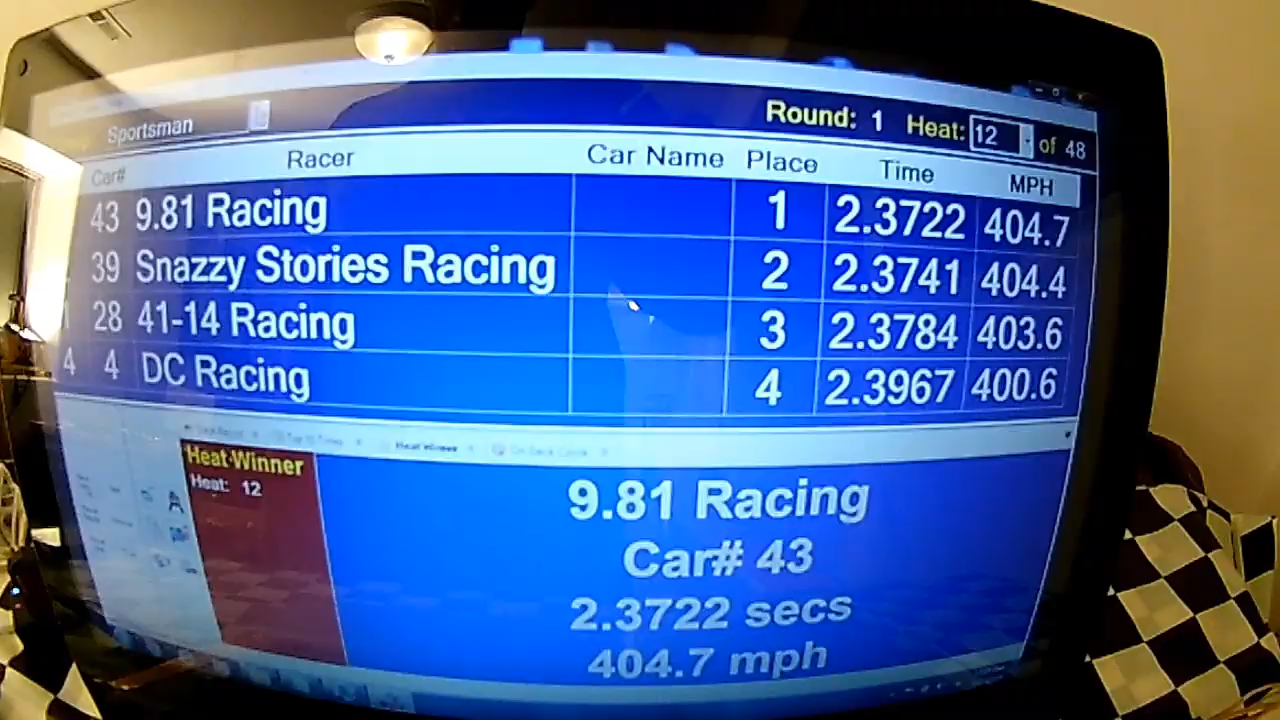 Sportsman Round: 1 Heat: 12 of 48
Car# Racer Car Name Place Time MPH
43 9.81 Racing 1 2.3722 404.7
39 Snazzy Stories Racing 2 2.3741 404.4
28 41-14 Racing 3 2.3784 403.6
4 4 DC Racing 4 2.3967 400.6
Heat Winner
Heat Winner
Heat: 12
9.81 Racing
Car# 43
2.3722 secs
404.7 mph